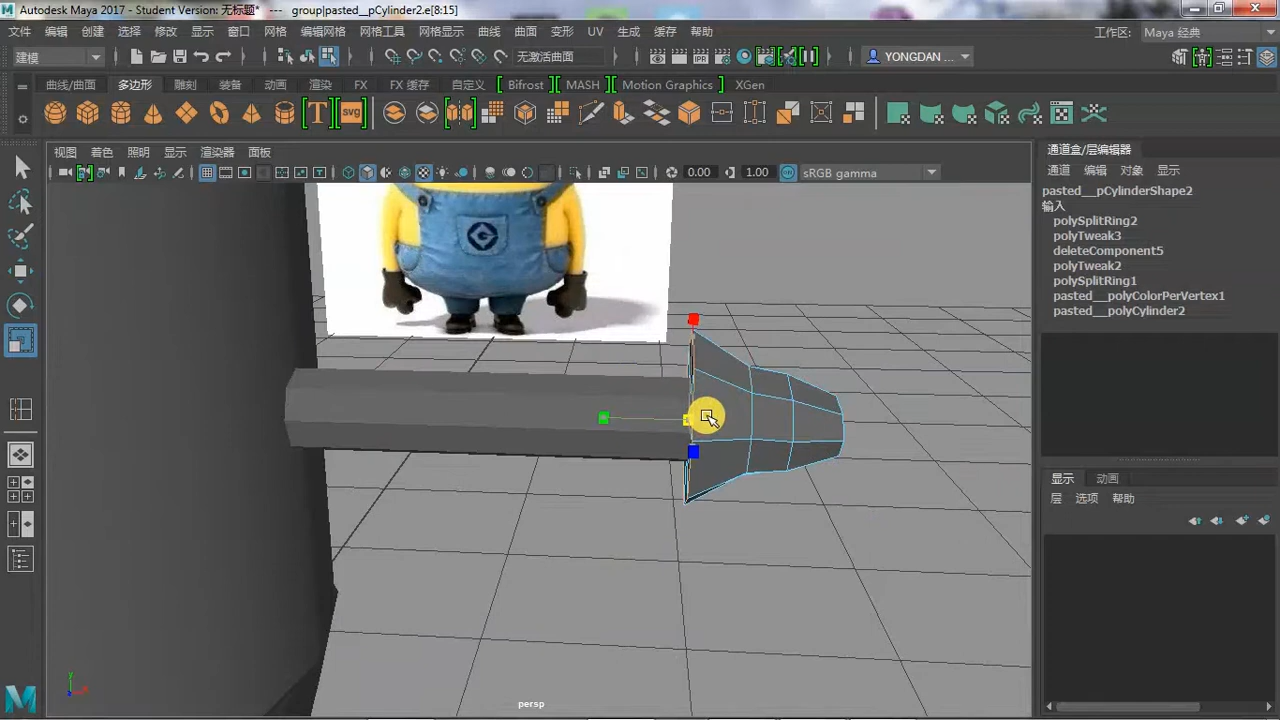 Autodesk Maya 2017 - Student Version: 无标题* --- group|pasted__pCylinder2.e[8:15]
文件 编辑 创建 选择 修改 显示 窗口 网格 编辑网格 网格工具 网格显示 曲线 曲面 变形 UV 生成 缓存 帮助 工作区: Maya 经典
建模 无激活曲面 IPR YONGDAN...
曲线/曲面 多边形 雕刻 装备 动画 渲染 FX FX 缓存 自定义 Bifrost MASH Motion Graphics XGen
T svg
视图 着色 照明 显示 渲染器 面板
0.00 1.00 sRGB gamma
通道盒/层编辑器
通道 编辑 对象 显示
pasted__pCylinderShape2
输入
polySplitRing2
polyTweak3
deleteComponent5
polyTweak2
polySplitRing1
pasted__polyColorPerVertex1
pasted__polyCylinder2
显示 动画
层 选项 帮助
persp